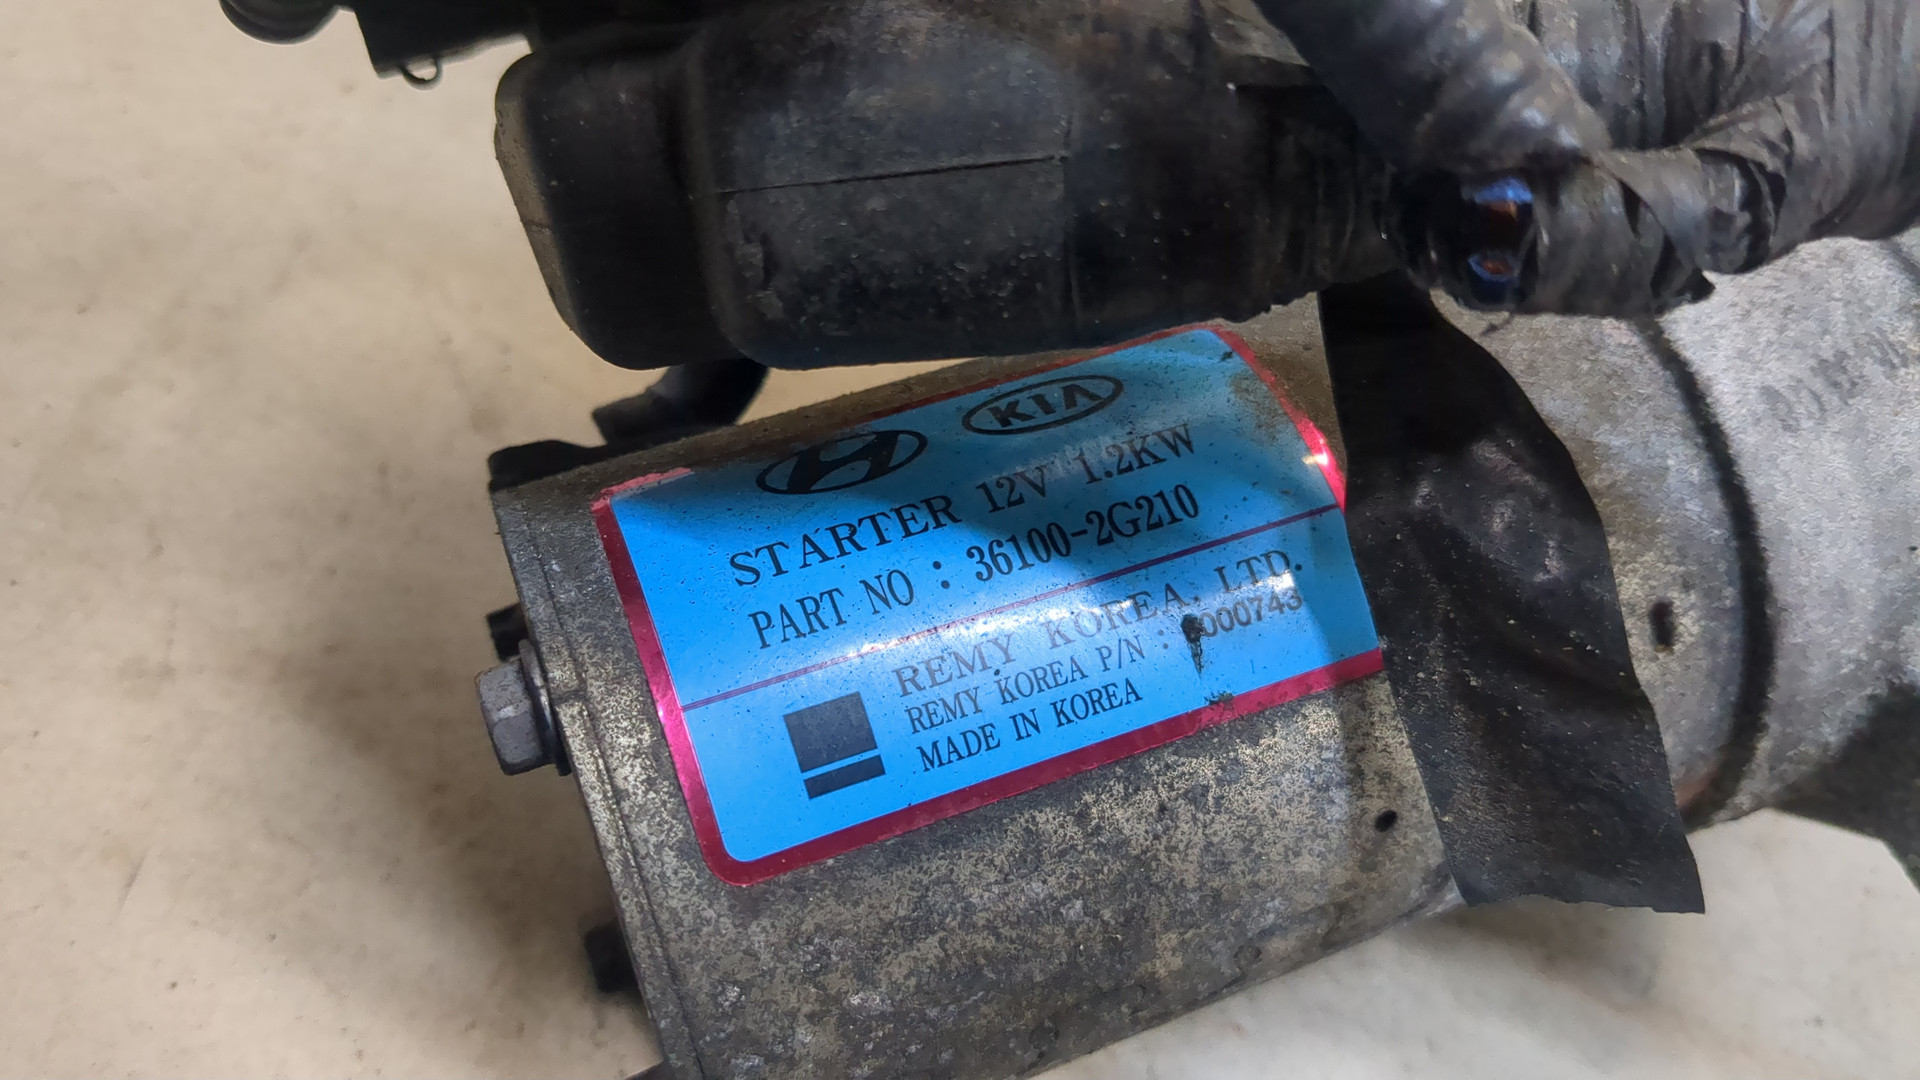 KIA
STARTER 12V 1.2KW
PART NO : 36100-2G210
REMY KOREA, LTD.
REMY KOREA P/N :
MADE IN KOREA